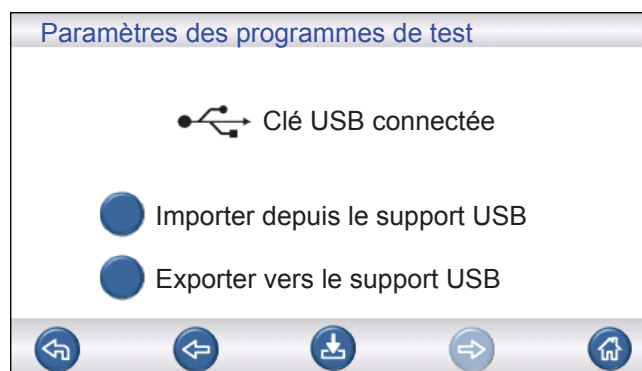 Paramètres des programmes de test
Clé USB connectée
Importer depuis le support USB
Exporter vers le support USB